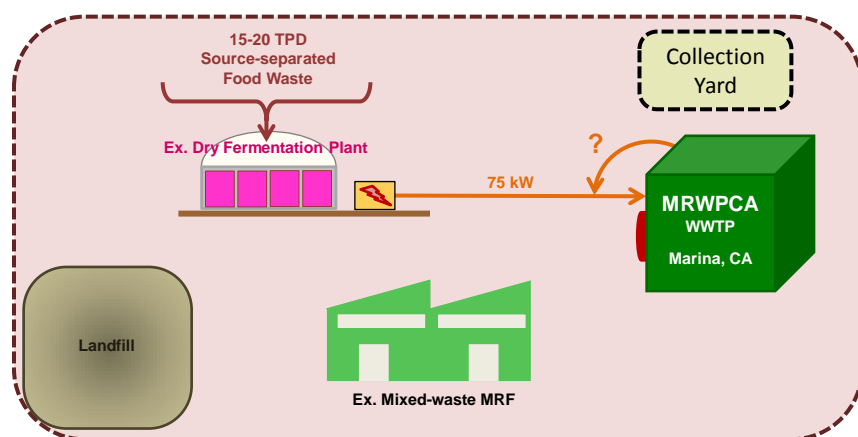 15-20 TPD
Source-separated
Food Waste
Collection
Yard
Ex. Dry Fermentation Plant
?
75 kW
MRWPCA
WWTP
Marina, CA
Landfill
Ex. Mixed-waste MRF